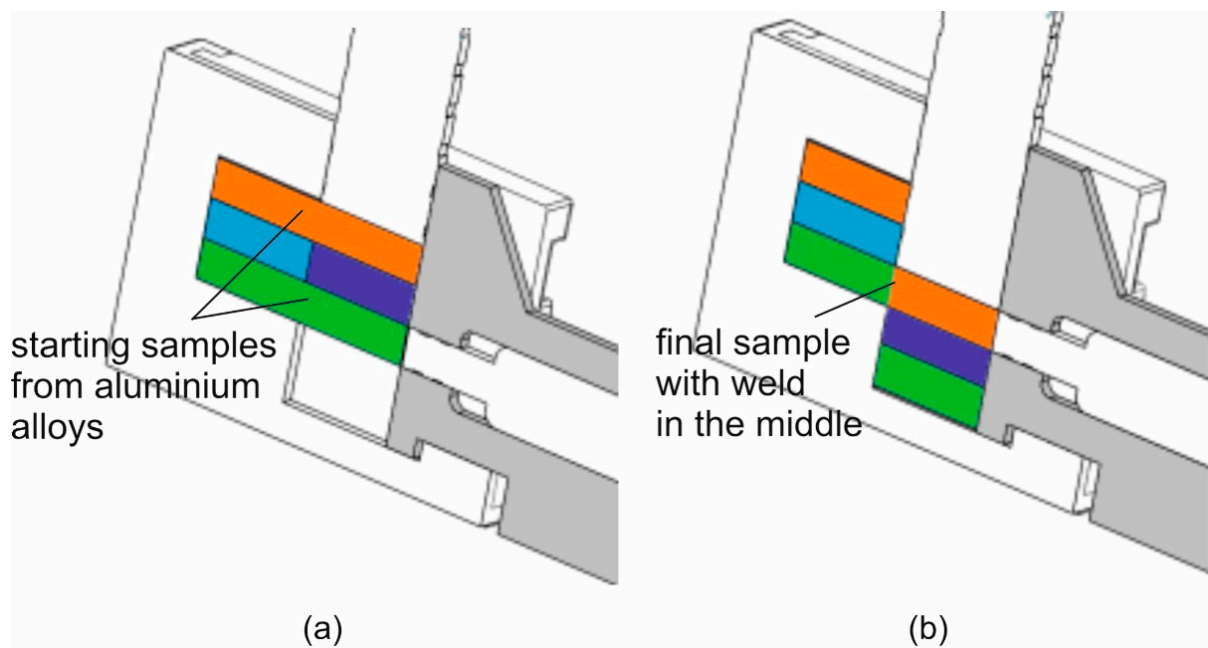 starting samples
from aluminium
alloys
final sample
with weld
in the middle
(a)
(b)